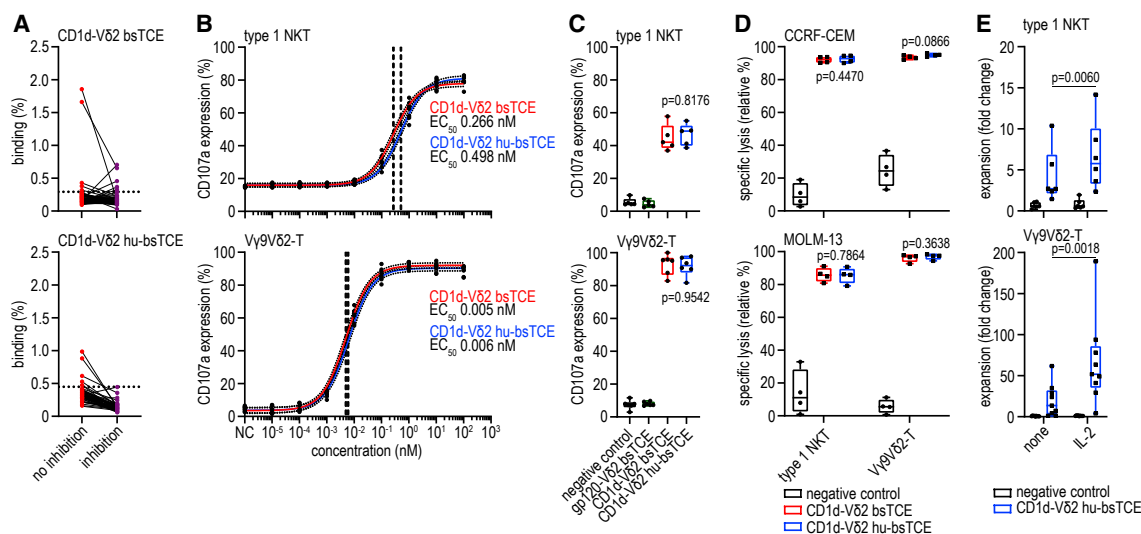 A
CD1d-Vδ2 bsTCE
binding (%)
2.5
2.0
1.5
1.0
0.5
0.0
CD1d-Vδ2 hu-bsTCE
binding (%)
2.5
2.0
1.5
1.0
0.5
0.0
no inhibition
inhibition
B
type 1 NKT
CD107a expression (%)
100
80
60
40
20
0
CD1d-Vδ2 bsTCE
EC50 0.266 nM
CD1d-Vδ2 hu-bsTCE
EC50 0.498 nM
Vγ9Vδ2-T
CD107a expression (%)
100
80
60
40
20
0
CD1d-Vδ2 bsTCE
EC50 0.005 nM
CD1d-Vδ2 hu-bsTCE
EC50 0.006 nM
NC 10-5 10-4 10-3 10-2 10-1 100 101 102 103
concentration (nM)
C
type 1 NKT
CD107a expression (%)
100
80
60
40
20
0
p=0.8176
Vγ9Vδ2-T
CD107a expression (%)
100
80
60
40
20
0
p=0.9542
negative control
gp120-Vδ2 bsTCE
CD1d-Vδ2 bsTCE
CD1d-Vδ2 hu-bsTCE
D
CCRF-CEM
specific lysis (relative %)
100
80
60
40
20
0
p=0.0866
p=0.4470
MOLM-13
specific lysis (relative %)
100
80
60
40
20
0
p=0.3638
p=0.7864
type 1 NKT
Vγ9Vδ2-T
negative control
CD1d-Vδ2 bsTCE
CD1d-Vδ2 hu-bsTCE
E
type 1 NKT
expansion (fold change)
15
10
5
0
p=0.0060
Vγ9Vδ2-T
expansion (fold change)
200
150
100
50
0
p=0.0018
none
IL-2
negative control
CD1d-Vδ2 hu-bsTCE